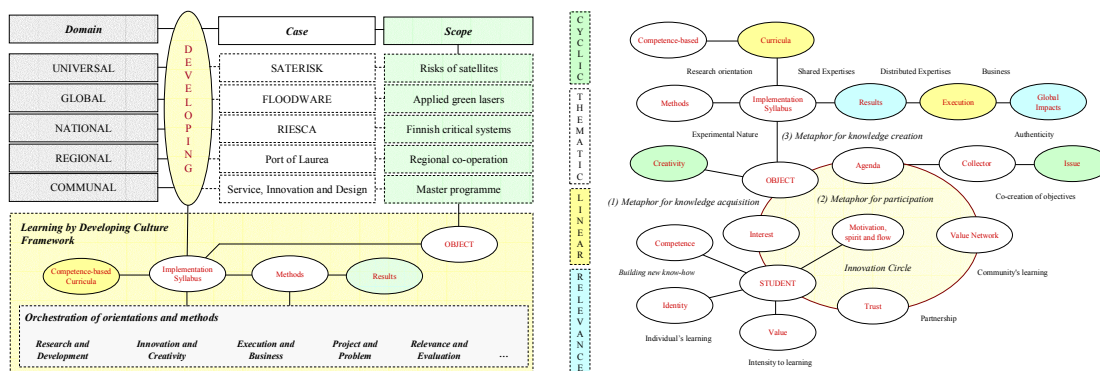 Domain
Case
Scope
DEVELOPING
UNIVERSAL
SATERISK
Risks of satellites
GLOBAL
FLOODWARE
Applied green lasers
NATIONAL
RIESCA
Finnish critical systems
REGIONAL
Port of Laurea
Regional co-operation
COMMUNAL
Service, Innovation and Design
Master programme
Learning by Developing Culture
Framework
OBJECT
Competence-based
Curricula
Implementation
Syllabus
Methods
Results
Orchestration of orientations and methods
Research and
Development
Innovation and
Creativity
Execution and
Business
Project and
Problem
Relevance and
Evaluation
...
CYCLIC
THEMATIC
LINEAR
RELEVANCE
Competence-based
Curricula
Research orientation
Shared Expertises
Distributed Expertises
Business
Methods
Implementation
Syllabus
Results
Execution
Global
Impacts
Experimental Nature
(3) Metaphor for knowledge creation
Authenticity
Creativity
OBJECT
Agenda
Collector
Issue
Co-creation of objectives
(1) Metaphor for knowledge acquisition
(2) Metaphor for participation
Interest
Motivation,
spirit and flow
Value Network
Competence
Building new know-how
Innovation Circle
Community's learning
STUDENT
Identity
Trust
Partnership
Individual's learning
Value
Intensity to learning